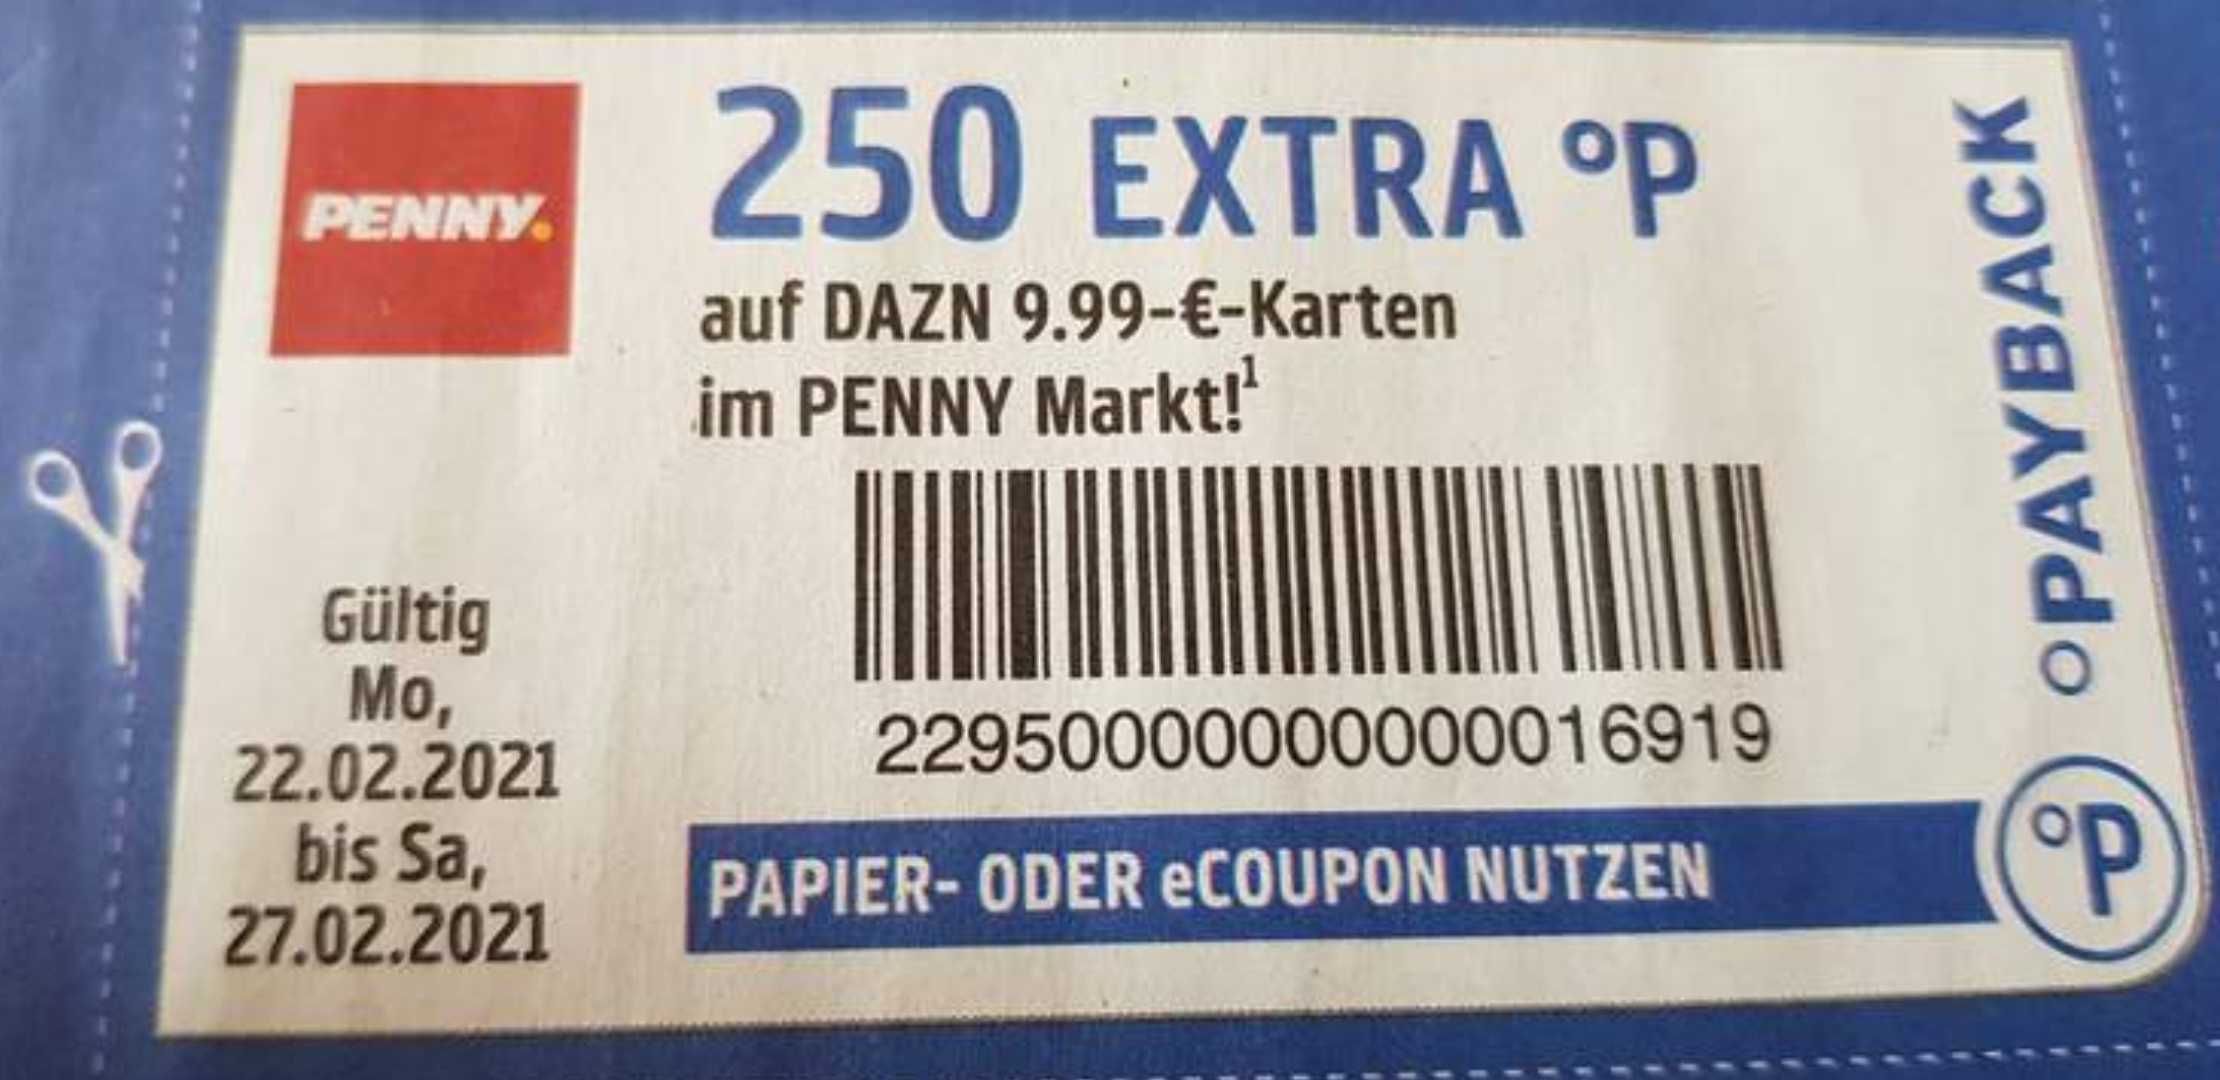 PENNY.
250 EXTRA °P
auf DAZN 9.99-€-Karten
im PENNY Markt!¹
2295000000000000016919
Gültig
Mo,
22.02.2021
bis Sa,
27.02.2021
PAPIER- ODER eCOUPON NUTZEN
°PAYBACK
°P